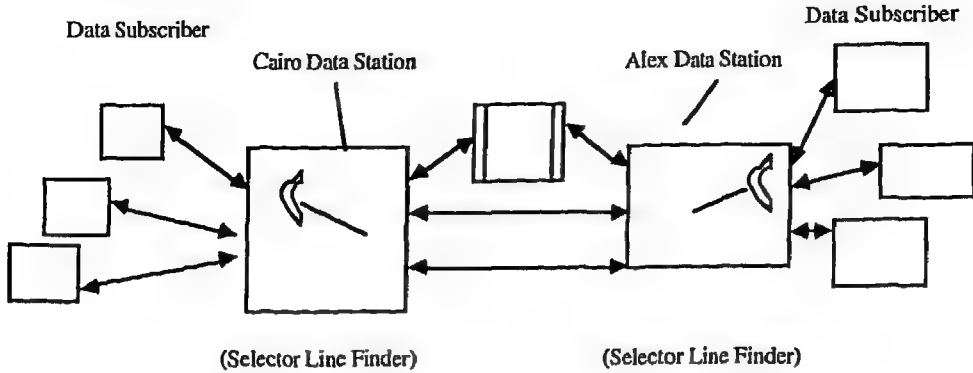 Data Subscriber
Data Subscriber
Cairo Data Station
Alex Data Station
(Selector Line Finder)
(Selector Line Finder)